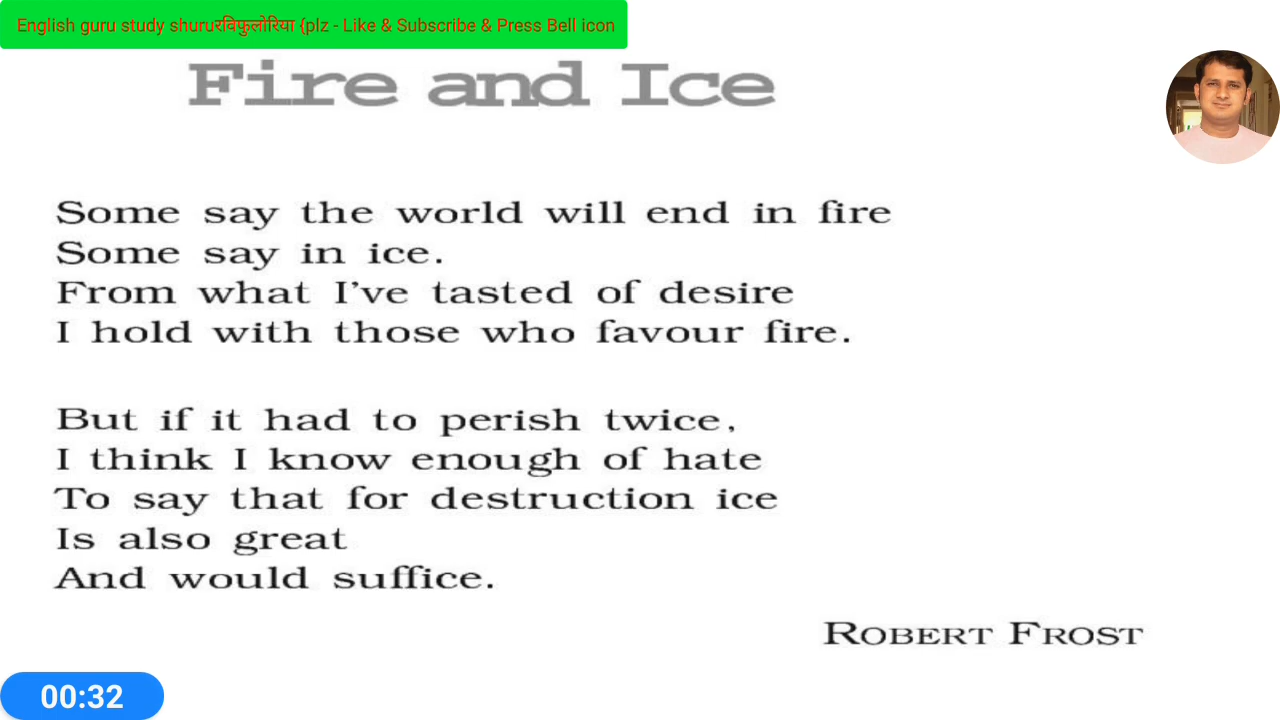 English guru study shuruरविफुलोरिया {plz - Like & Subscribe & Press Bell icon
Fire and Ice
Some say the world will end in fire
Some say in ice.
From what I've tasted of desire
I hold with those who favour fire.
But if it had to perish twice,
I think I know enough of hate
To say that for destruction ice
Is also great
And would suffice.
ROBERT FROST
00:32